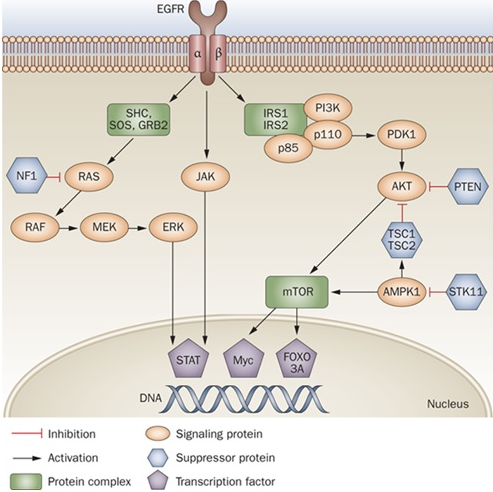 EGFR
α β
SHC,
SOS, GRB2
IRS1
IRS2
PI3K
p110
p85
PDK1
NF1
RAS
JAK
AKT
PTEN
RAF
MEK
ERK
TSC1
TSC2
mTOR
AMPK1
STK11
STAT
Myc
FOXO
3A
DNA
Nucleus
Inhibition
Signaling protein
Activation
Suppressor protein
Protein complex
Transcription factor